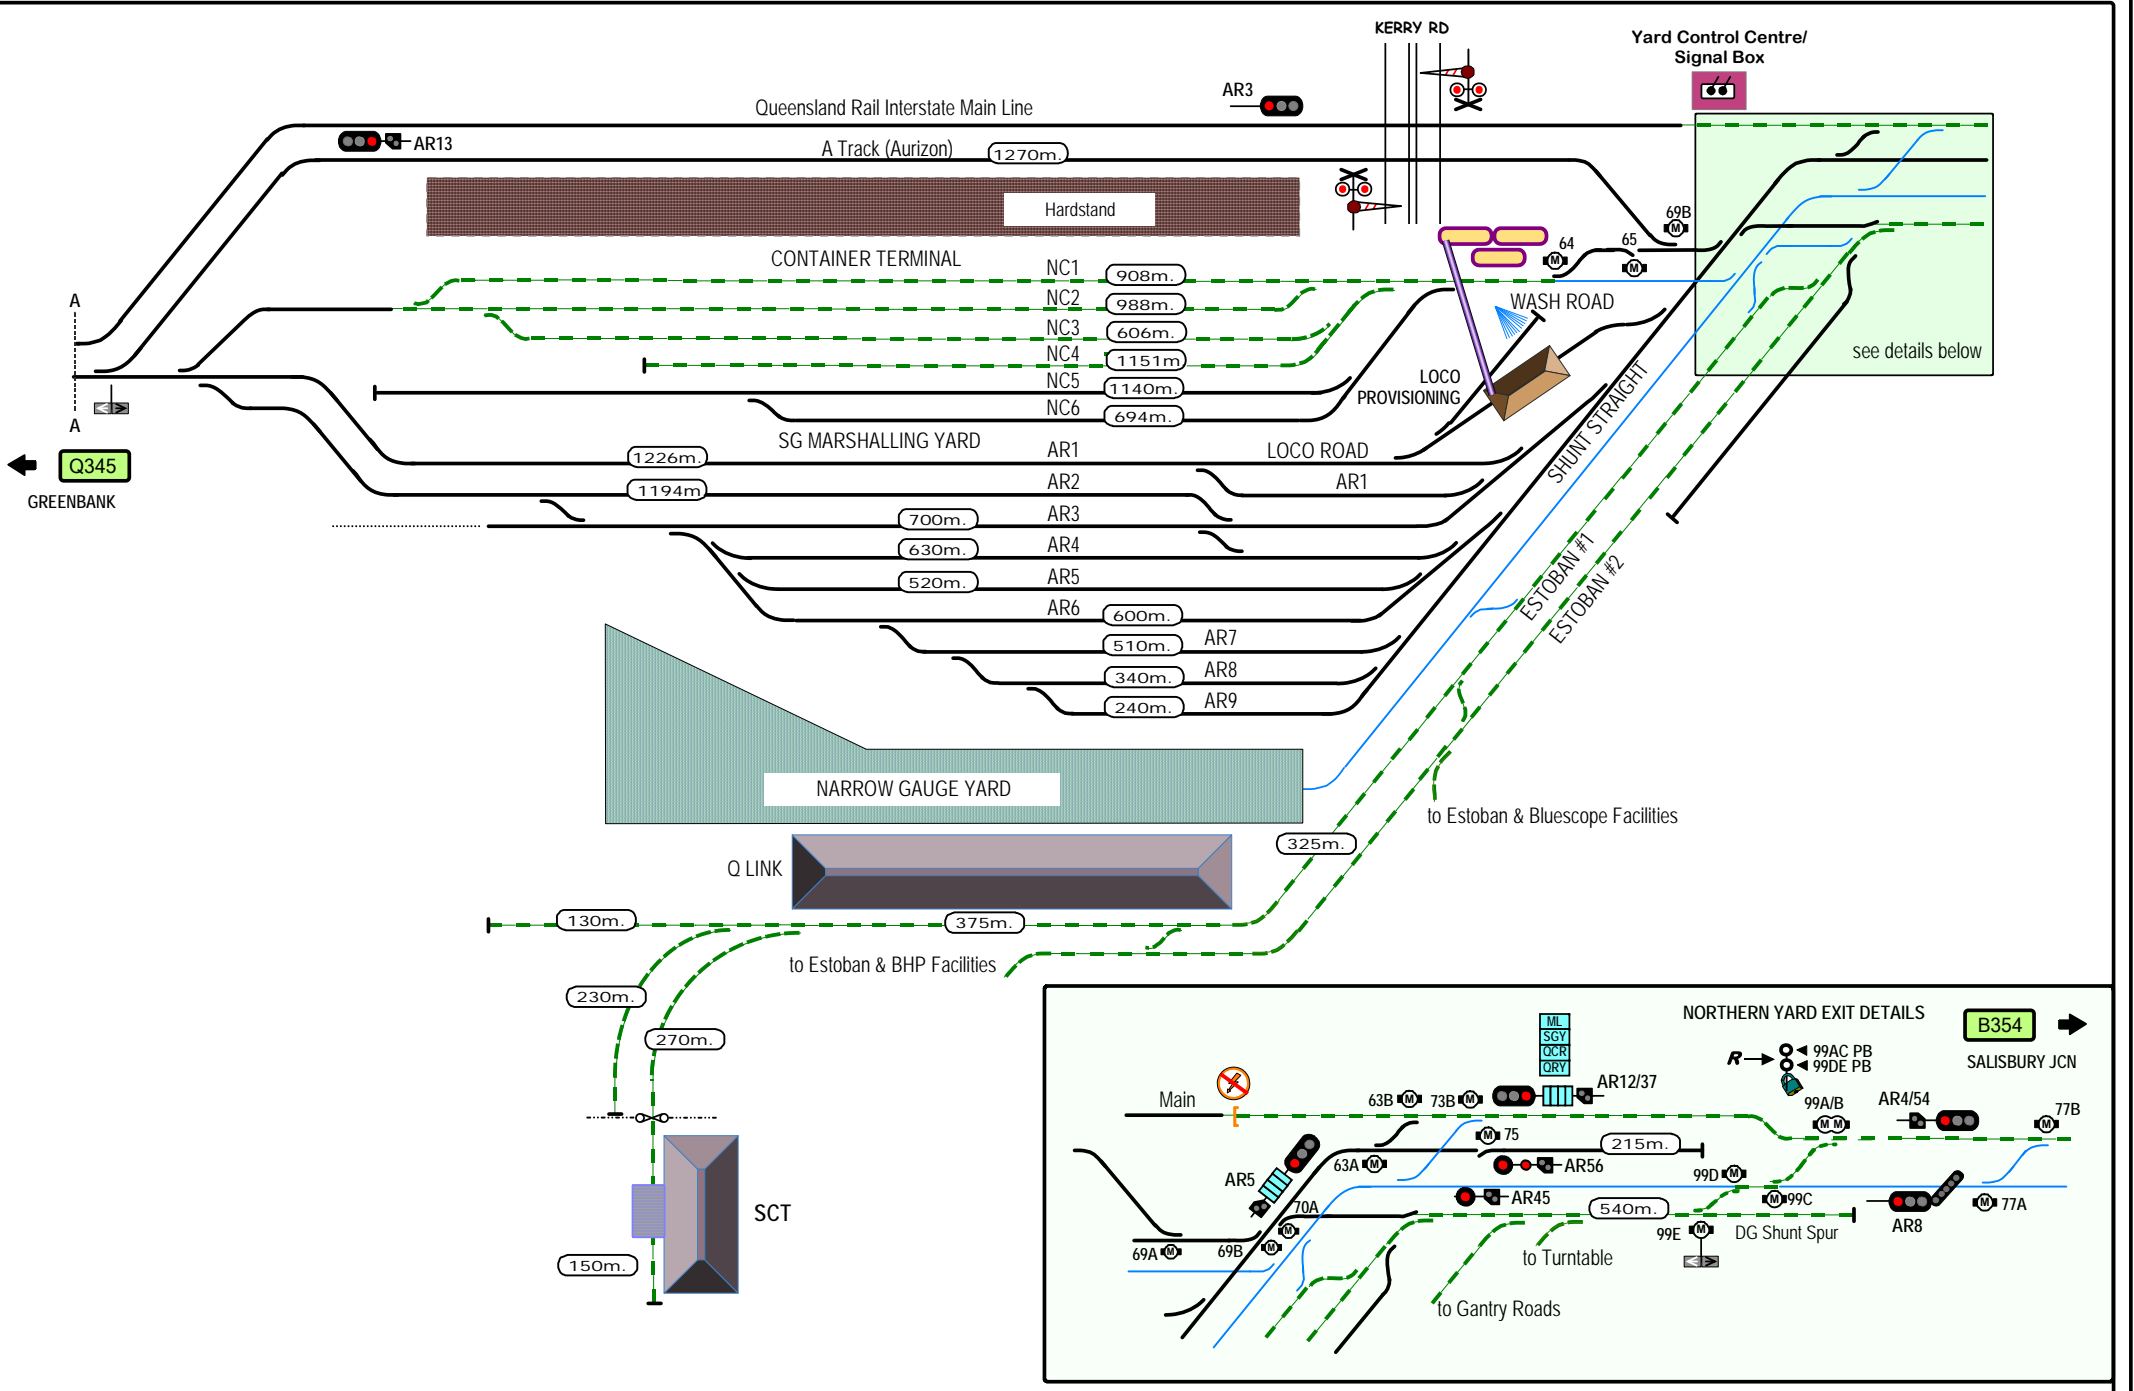 KERRY RD
Yard Control Centre/
Signal Box
AR3
Queensland Rail Interstate Main Line
AR13
A Track (Aurizon)
1270m.
Hardstand
69B
M
64
65
M
M
CONTAINER TERMINAL
NC1
908m.
NC2
988m.
WASH ROAD
NC3
606m.
NC4
1151m
see details below
NC5
1140m.
LOCO
PROVISIONING
NC6
694m.
A
A
SHUNT STRAIGHT
Q345
GREENBANK
SG MARSHALLING YARD
1226m.
AR1
LOCO ROAD
1194m
AR2
AR1
700m.
AR3
630m.
AR4
520m.
AR5
ESTOBAN #1
ESTOBAN #2
AR6
600m.
510m.
AR7
340m.
AR8
240m.
AR9
NARROW GAUGE YARD
to Estoban & Bluescope Facilities
325m.
Q LINK
130m.
375m.
to Estoban & BHP Facilities
230m.
270m.
SCT
150m.
NORTHERN YARD EXIT DETAILS
B354
SALISBURY JCN
ML
SGY
QCR
QRY
R
99AC PB
99DE PB
Main
63B M
73B M
AR12/37
99A/B
M M
AR4/54
77B
M
M 75
215m.
AR5
63A M
AR56
99D M
AR45
M 99C
M 77A
70A
M
540m.
AR8
69A M
69B
M
99E M
DG Shunt Spur
to Turntable
to Gantry Roads